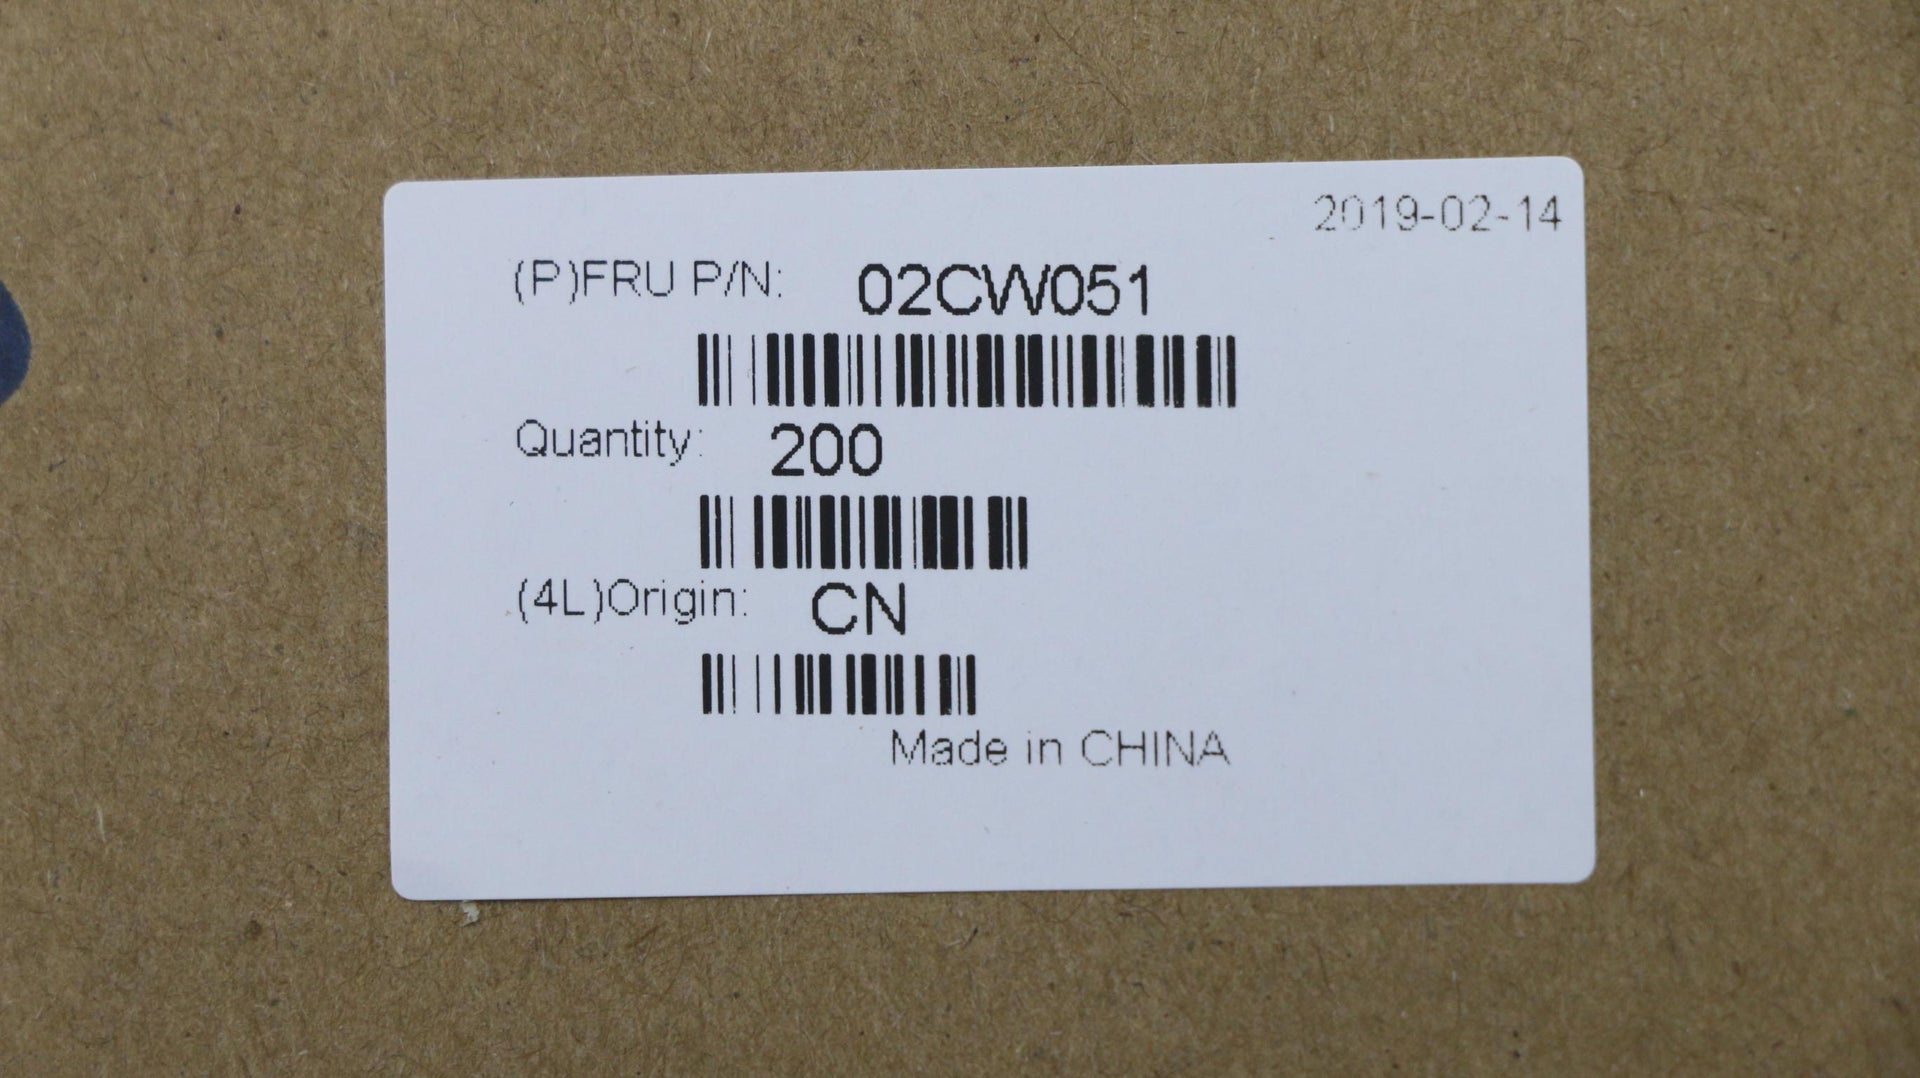 2019-02-14
(P)FRU P/N: 02CW051
Quantity: 200
(4L)Origin: CN
Made in CHINA